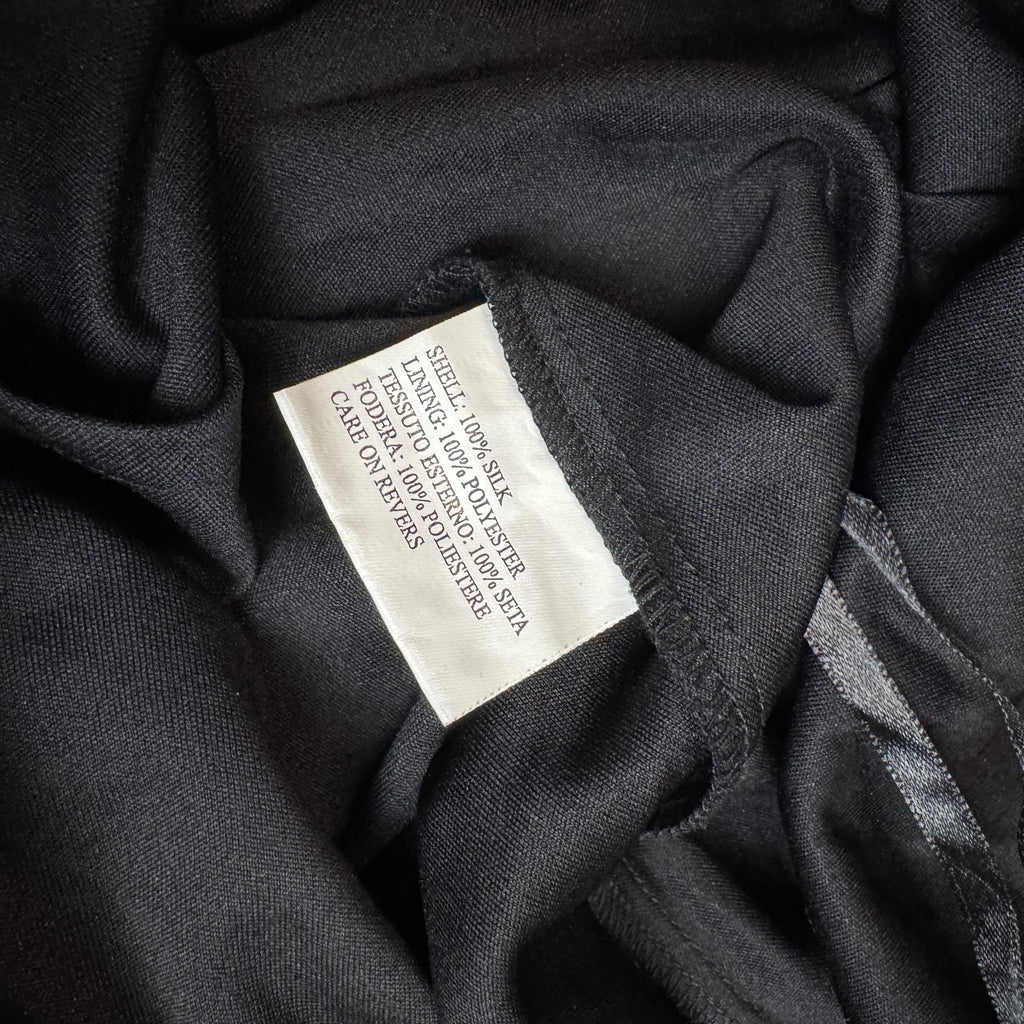 SHELL: 100% SILK
LINING: 100% POLYESTER
TESSUTO ESTERNO: 100% SETA
FODERA: 100% POLIESTERE
CARE ON REVERS